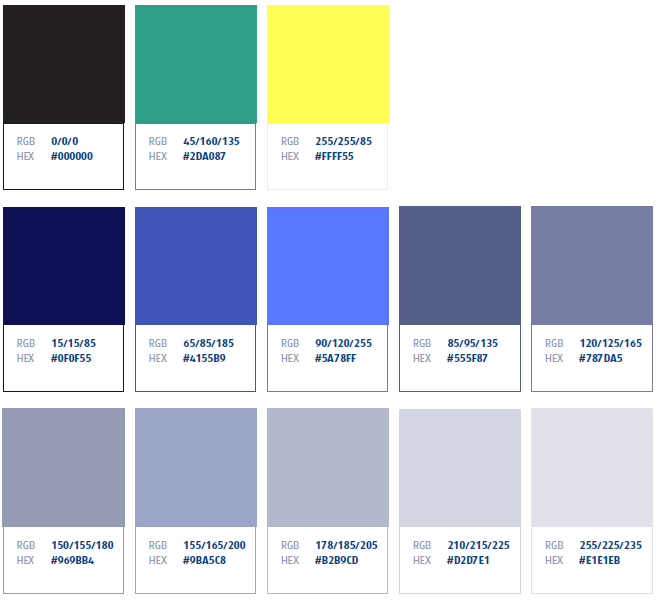 RGB 0/0/0
HEX #000000
RGB 45/160/135
HEX #2DA087
RGB 255/255/85
HEX #FFFF55
RGB 15/15/85
HEX #0F0F55
RGB 65/85/185
HEX #4155B9
RGB 90/120/255
HEX #5A78FF
RGB 85/95/135
HEX #555F87
RGB 120/125/165
HEX #787DA5
RGB 150/155/180
HEX #969BB4
RGB 155/165/200
HEX #9BA5C8
RGB 178/185/205
HEX #B2B9CD
RGB 210/215/225
HEX #D2D7E1
RGB 255/225/235
HEX #E1E1EB